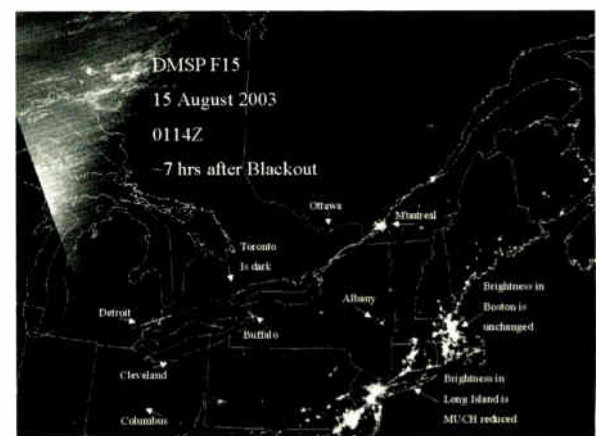 DMSP F15
15 August 2003
0114Z
~7 hrs after Blackout
Ottawa
Montreal
Toronto
Is dark
Albany
Brightness in
Boston is
unchanged
Detroit
Buffalo
Cleveland
Brightness in
Long Island is
MUCH reduced
Columbus